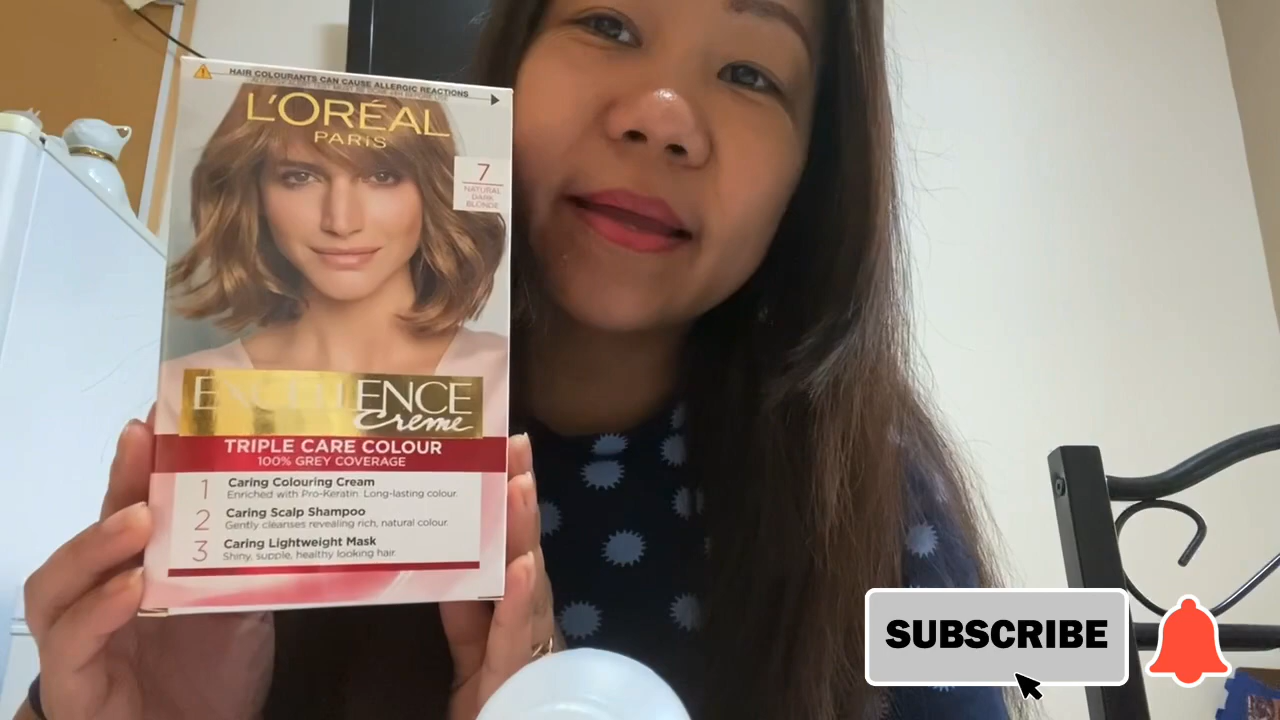 HAIR COLOURANTS CAN CAUSE ALLERGIC REACTIONS
L'ORÉAL
PARIS
7
NATURAL
DARK
BLONDE
EXCELLENCE
Creme
TRIPLE CARE COLOUR
100% GREY COVERAGE
1 Caring Colouring Cream
Enriched with Pro-Keratin. Long-lasting colour.
2 Caring Scalp Shampoo
Gently cleanses revealing rich, natural colour.
3 Caring Lightweight Mask
Shiny, supple, healthy looking hair
SUBSCRIBE